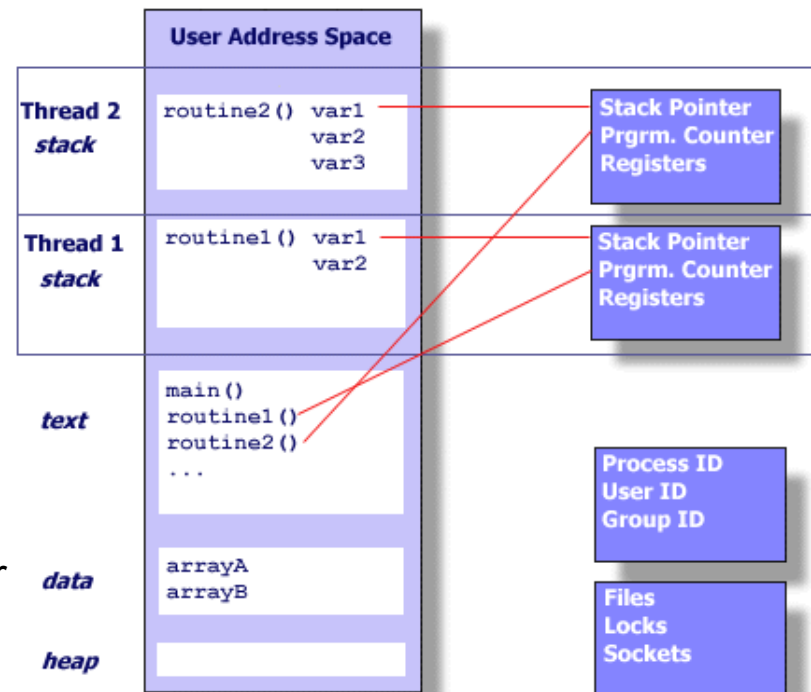 User Address Space
Thread 2
stack
routine2() var1
var2
var3
Stack Pointer
Prgrm. Counter
Registers
Thread 1
stack
routine1() var1
var2
Stack Pointer
Prgrm. Counter
Registers
text
main()
routine1()
routine2()
...
Process ID
User ID
Group ID
r
data
arrayA
arrayB
Files
Locks
Sockets
heap